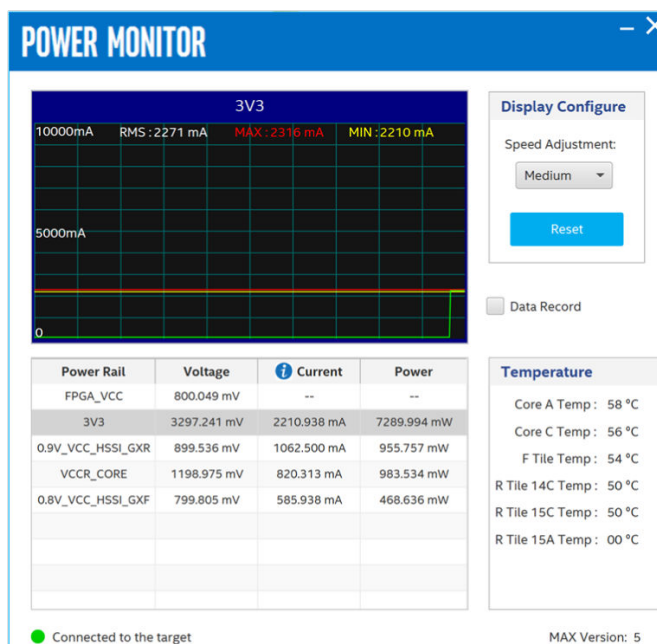 POWER MONITOR
3V3
10000mA RMS : 2271 mA MAX : 2316 mA MIN : 2210 mA
5000mA
0
Display Configure
Speed Adjustment:
Medium
Reset
Data Record
Power Rail Voltage i Current Power
FPGA_VCC 800.049 mV -- --
3V3 3297.241 mV 2210.938 mA 7289.994 mW
0.9V_VCC_HSSI_GXR 899.536 mV 1062.500 mA 955.757 mW
VCCR_CORE 1198.975 mV 820.313 mA 983.534 mW
0.8V_VCC_HSSI_GXF 799.805 mV 585.938 mA 468.636 mW
Temperature
Core A Temp : 58 °C
Core C Temp : 56 °C
F Tile Temp : 54 °C
R Tile 14C Temp : 50 °C
R Tile 15C Temp : 50 °C
R Tile 15A Temp : 00 °C
Connected to the target
MAX Version: 5